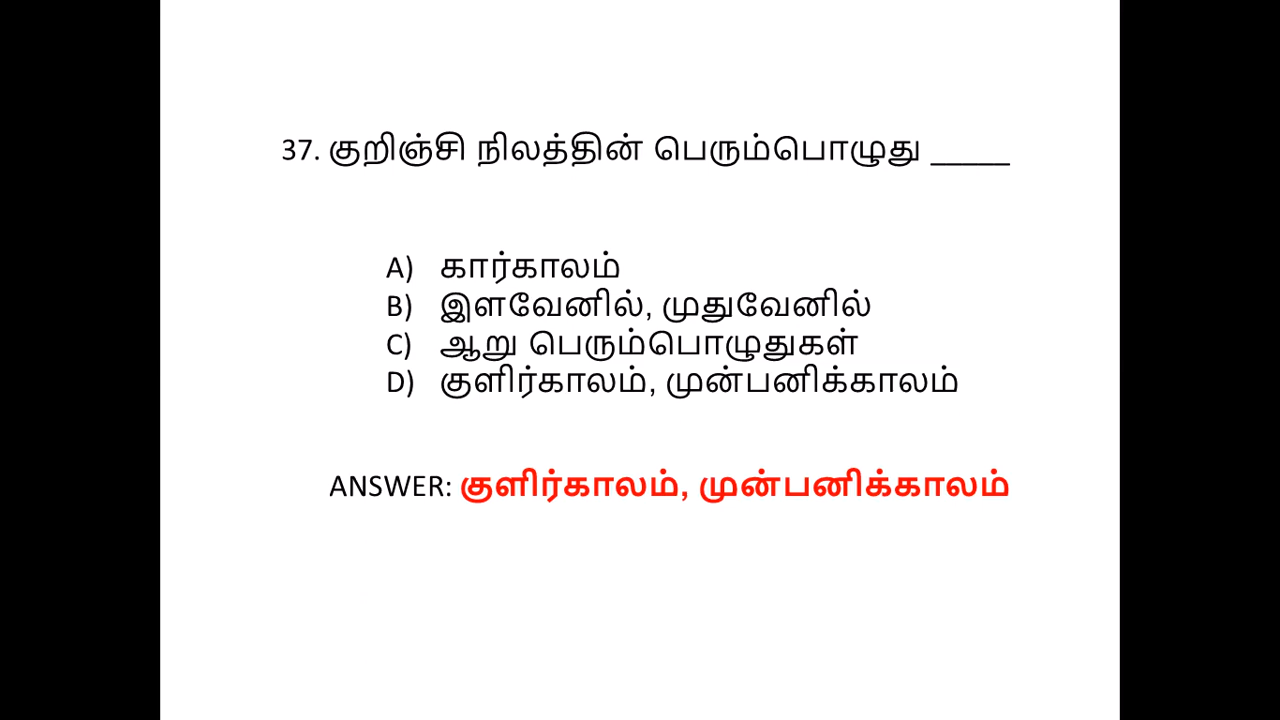 37. குறிஞ்சி நிலத்தின் பெரும்பொழுது _____
A) கார்காலம்
B) இளவேனில், முதுவேனில்
C) ஆறு பெரும்பொழுதுகள்
D) குளிர்காலம், முன்பனிக்காலம்
ANSWER: குளிர்காலம், முன்பனிக்காலம்